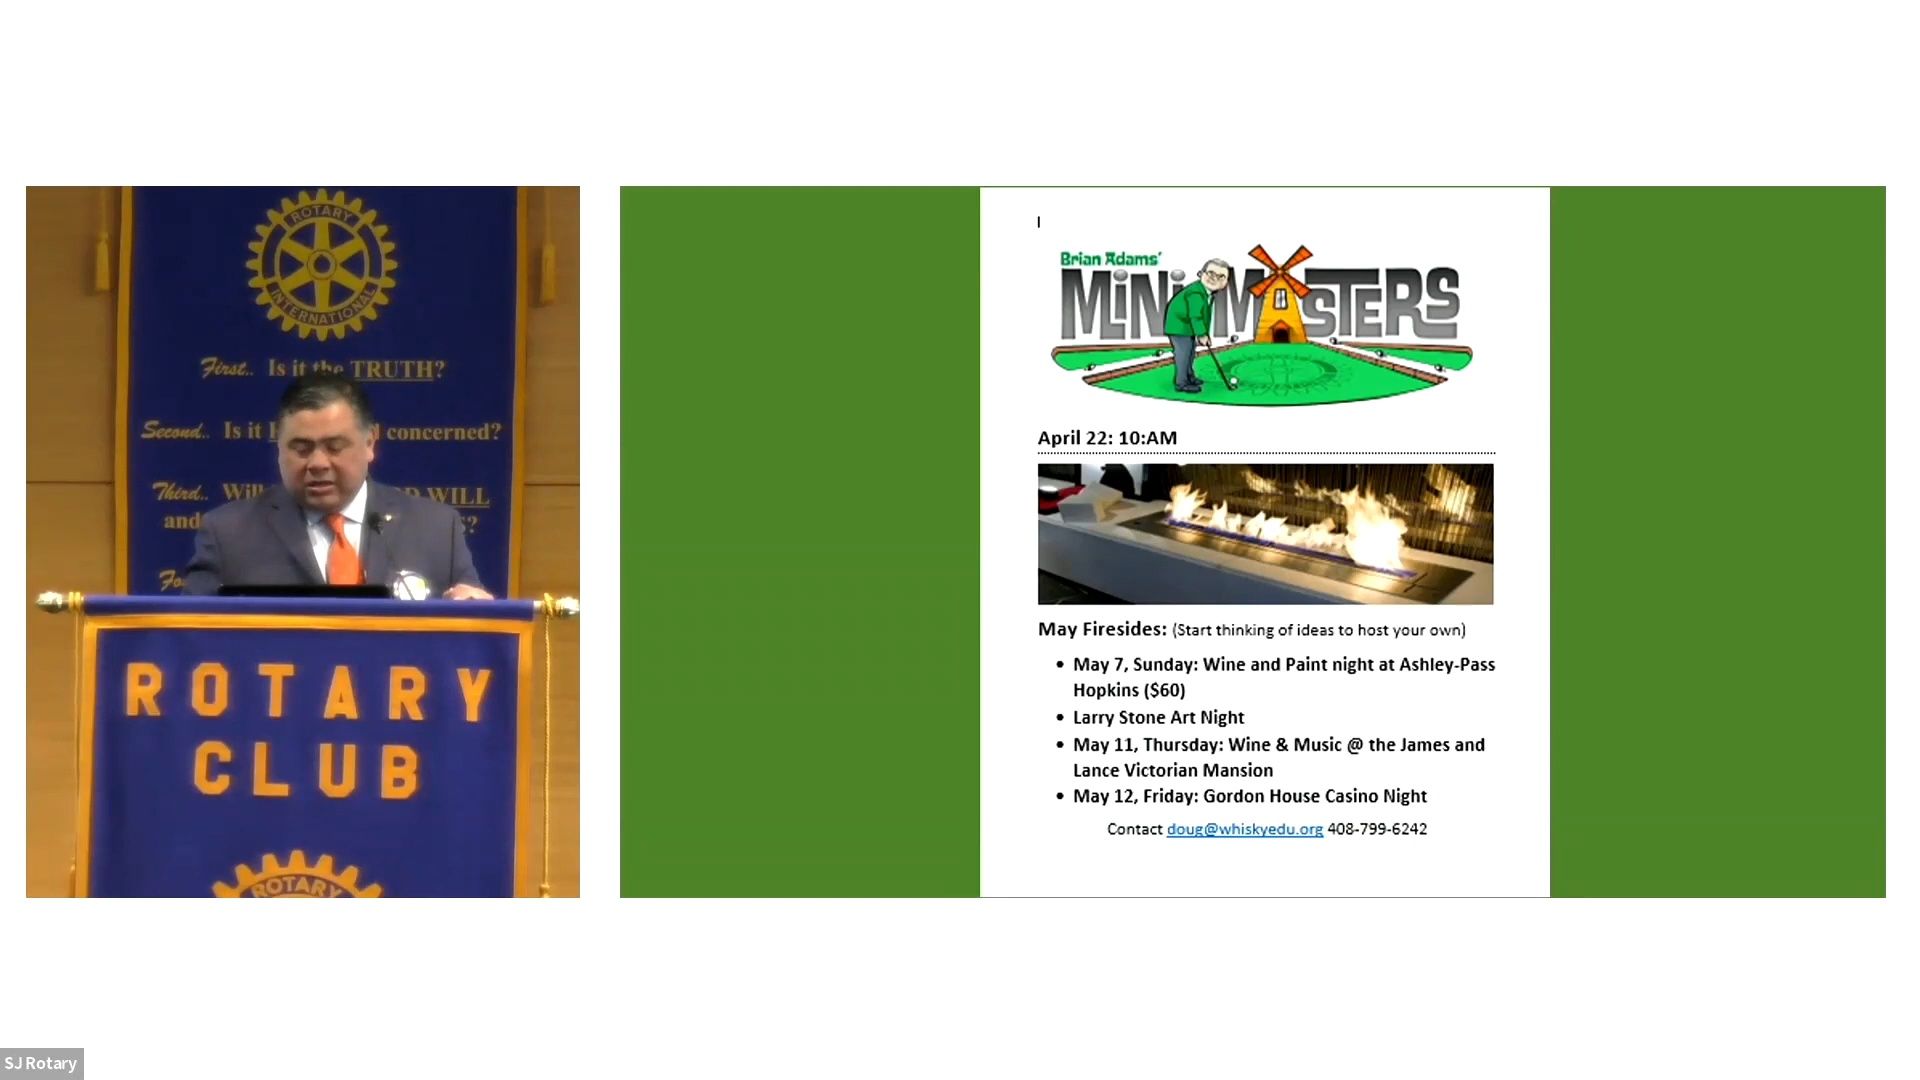 ROTARY
INTERNATIONAL
First.. Is it the TRUTH?
Second.. Is it concerned?
Third.. Will WILL
and
ROTARY
CLUB
ROTARY
Brian Adams'
MINI MASTERS
April 22: 10:AM
May Firesides: (Start thinking of ideas to host your own)
• May 7, Sunday: Wine and Paint night at Ashley-Pass
Hopkins ($60)
• Larry Stone Art Night
• May 11, Thursday: Wine & Music @ the James and
Lance Victorian Mansion
• May 12, Friday: Gordon House Casino Night
Contact doug@whiskyedu.org 408-799-6242
SJ Rotary